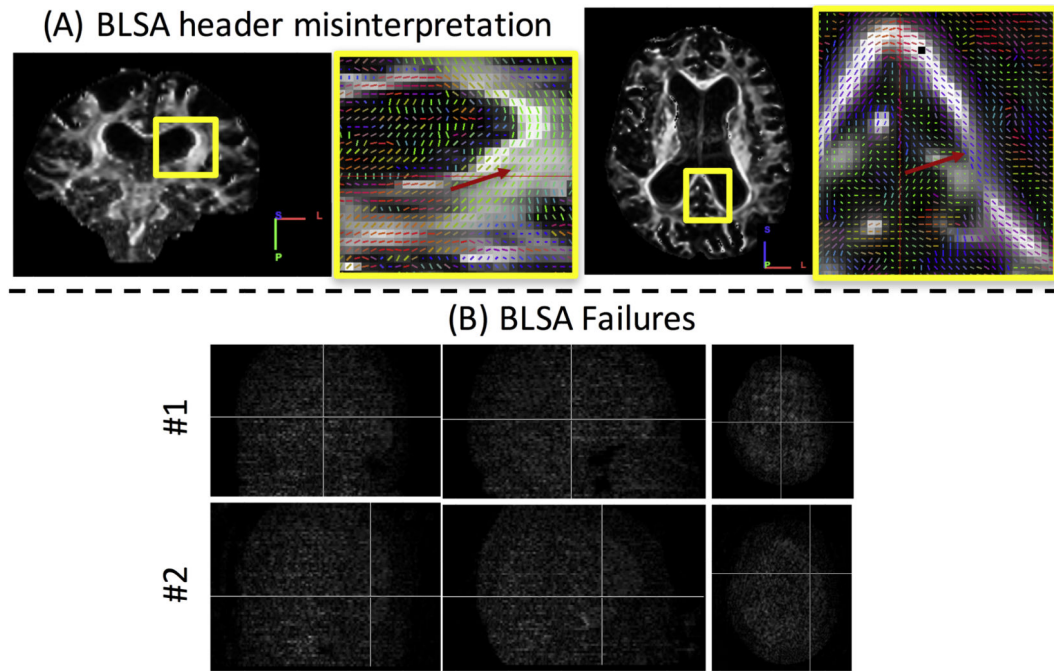 (A) BLSA header misinterpretation
S L
P
S
P L
(B) BLSA Failures
#1
#2